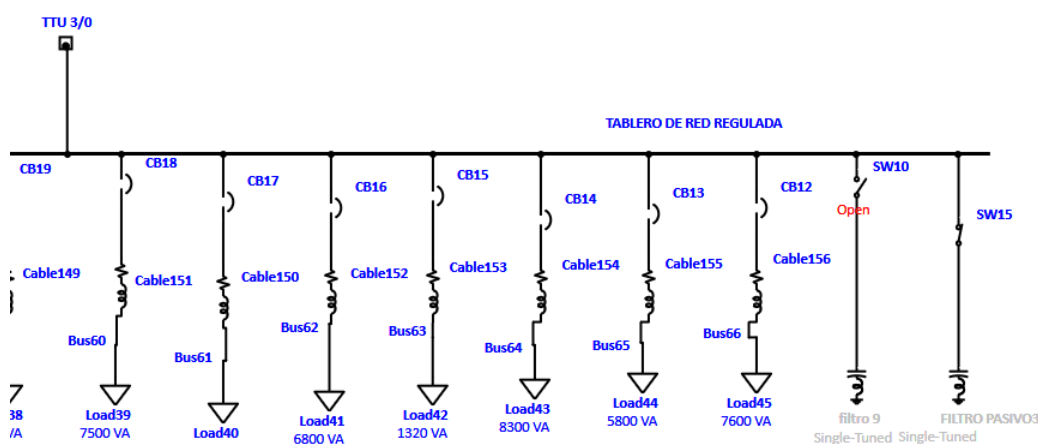 TTU 3/0
TABLERO DE RED REGULADA
CB19
CB18
CB17
CB16
CB15
CB14
CB13
CB12
SW10
Open
SW15
Cable149
Cable151
Cable150
Cable152
Cable153
Cable154
Cable155
Cable156
Bus60
Bus61
Bus62
Bus63
Bus64
Bus65
Bus66
38
VA
Load39
7500 VA
Load40
Load41
6800 VA
Load42
1320 VA
Load43
8300 VA
Load44
5800 VA
Load45
7600 VA
filtro 9
Single-Tuned
FILTRO PASIVO3
Single-Tuned